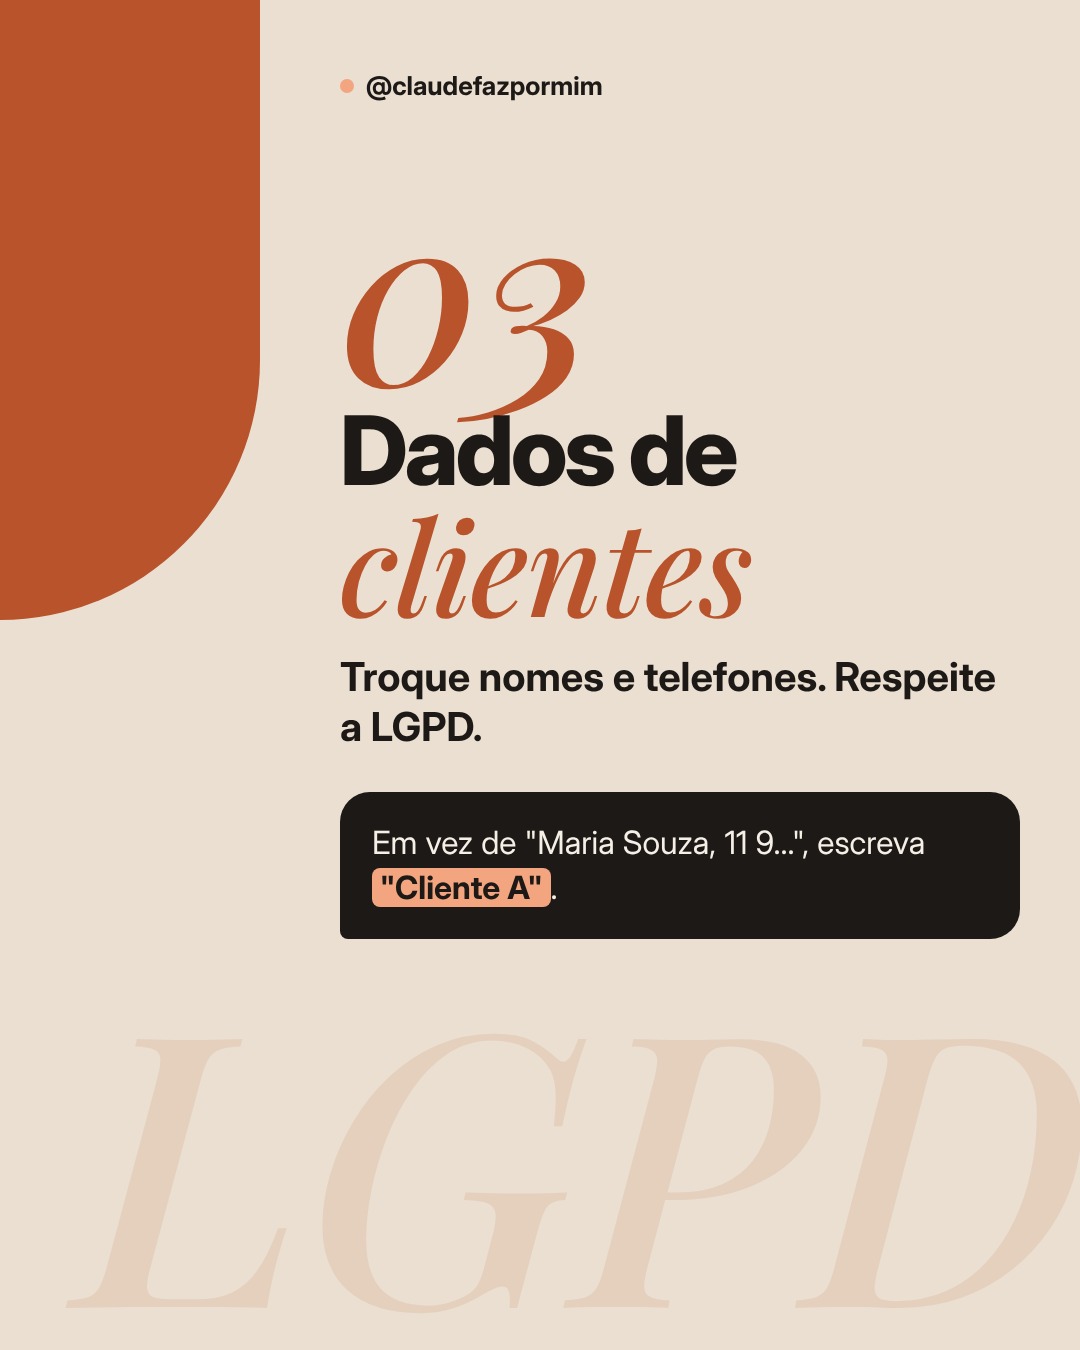 @claudefazpormim
03
Dados de
clientes
Troque nomes e telefones. Respeite
a LGPD.
Em vez de "Maria Souza, 11 9...", escreva
"Cliente A".
LGPD